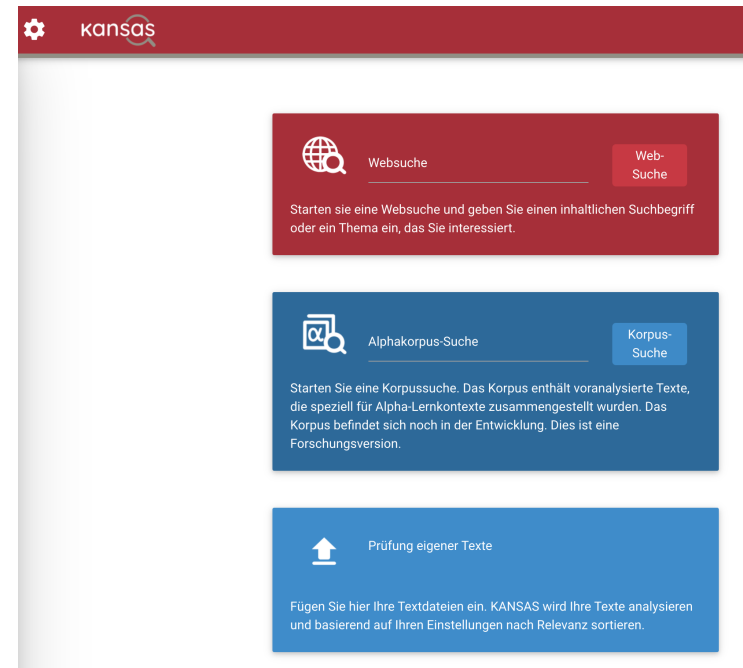 KANSAS
Websuche
Web-
Suche
Starten sie eine Websuche und geben Sie einen inhaltlichen Suchbegriff
oder ein Thema ein, das Sie interessiert.
α
Alphakorpus-Suche
Korpus-
Suche
Starten Sie eine Korpussuche. Das Korpus enthält voranalysierte Texte,
die speziell für Alpha-Lernkontexte zusammengestellt wurden. Das
Korpus befindet sich noch in der Entwicklung. Dies ist eine
Forschungsversion.
Prüfung eigener Texte
Fügen Sie hier Ihre Textdateien ein. KANSAS wird Ihre Texte analysieren
und basierend auf Ihren Einstellungen nach Relevanz sortieren.